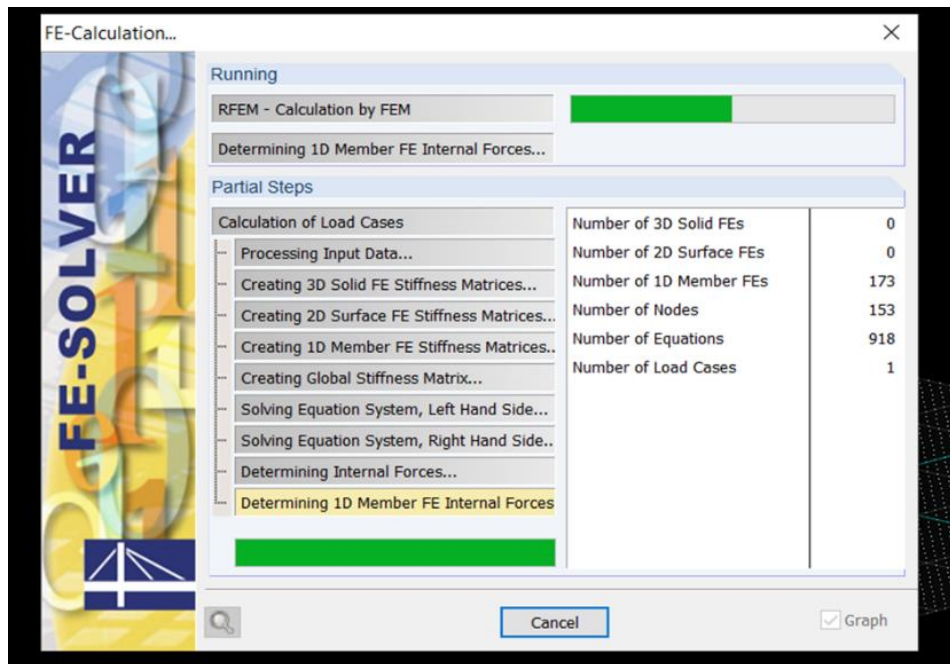 FE-Calculation...
FE-SOLVER
Running
RFEM - Calculation by FEM
Determining 1D Member FE Internal Forces...
Partial Steps
Calculation of Load Cases
Processing Input Data...
Creating 3D Solid FE Stiffness Matrices...
Creating 2D Surface FE Stiffness Matrices...
Creating 1D Member FE Stiffness Matrices..
Creating Global Stiffness Matrix...
Solving Equation System, Left Hand Side...
Solving Equation System, Right Hand Side..
Determining Internal Forces...
Determining 1D Member FE Internal Forces
Number of 3D Solid FEs 0
Number of 2D Surface FEs 0
Number of 1D Member FEs 173
Number of Nodes 153
Number of Equations 918
Number of Load Cases 1
Cancel
Graph